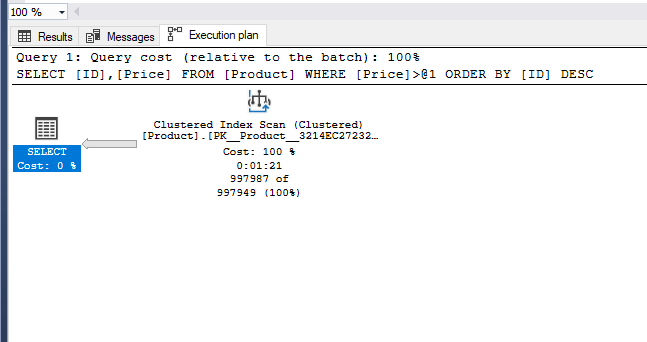 100 %
Results Messages Execution plan
Query 1: Query cost (relative to the batch): 100%
SELECT [ID],[Price] FROM [Product] WHERE [Price]>@1 ORDER BY [ID] DESC
Clustered Index Scan (Clustered)
[Product].[PK__Product__3214EC27232…
Cost: 100 %
0:01:21
997987 of
997949 (100%)
SELECT
Cost: 0 %